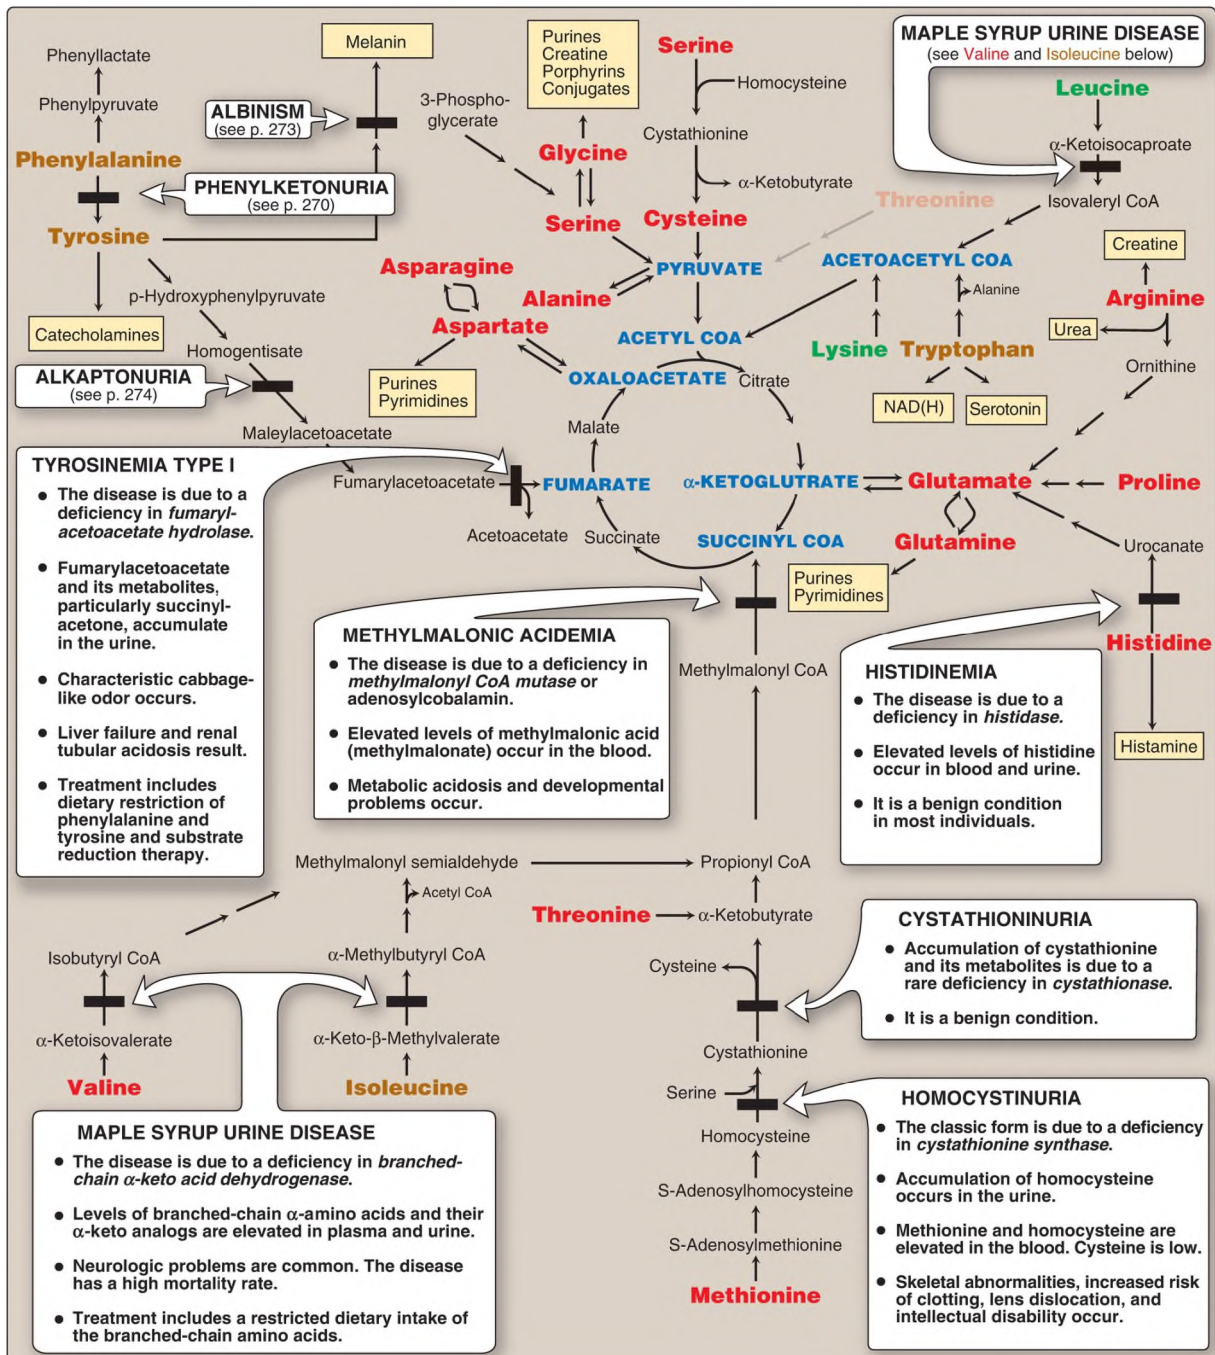 Phenyllactate
Phenylpyruvate
Phenylalanine
Tyrosine
Catecholamines
Melanin
ALBINISM
(see p. 273)
PHENYLKETONURIA
(see p. 270)
p-Hydroxyphenylpyruvate
Homogentisate
ALKAPTONURIA
(see p. 274)
Maleylacetoacetate
Fumarylacetoacetate
Acetoacetate
3-Phospho-
glycerate
Purines
Creatine
Porphyrins
Conjugates
Glycine
Serine
Serine
Homocysteine
Cystathionine
α-Ketobutyrate
Cysteine
Threonine
PYRUVATE
Alanine
Asparagine
Aspartate
Purines
Pyrimidines
ACETYL COA
OXALOACETATE
Citrate
Malate
FUMARATE
α-KETOGLUTRATE
Succinate
SUCCINYL COA
MAPLE SYRUP URINE DISEASE
(see Valine and Isoleucine below)
Leucine
α-Ketoisocaproate
Isovaleryl CoA
ACETOACETYL COA
Alanine
Lysine
Tryptophan
NAD(H)
Serotonin
Creatine
Arginine
Urea
Ornithine
Glutamate
Proline
Glutamine
Purines
Pyrimidines
Urocanate
Histidine
Histamine
TYROSINEMIA TYPE I
● The disease is due to a
deficiency in fumaryl-
acetoacetate hydrolase.
● Fumarylacetoacetate
and its metabolites,
particularly succinyl-
acetone, accumulate
in the urine.
● Characteristic cabbage-
like odor occurs.
● Liver failure and renal
tubular acidosis result.
● Treatment includes
dietary restriction of
phenylalanine and
tyrosine and substrate
reduction therapy.
METHYLMALONIC ACIDEMIA
● The disease is due to a deficiency in
methylmalonyl CoA mutase or
adenosylcobalamin.
● Elevated levels of methylmalonic acid
(methylmalonate) occur in the blood.
● Metabolic acidosis and developmental
problems occur.
Methylmalonyl CoA
HISTIDINEMIA
● The disease is due to a
deficiency in histidase.
● Elevated levels of histidine
occur in blood and urine.
● It is a benign condition
in most individuals.
Methylmalonyl semialdehyde
Propionyl CoA
Acetyl CoA
Threonine
α-Ketobutyrate
Isobutyryl CoA
α-Methylbutyryl CoA
Cysteine
α-Ketoisovalerate
α-Keto-β-Methylvalerate
Valine
Isoleucine
CYSTATHIONINURIA
● Accumulation of cystathionine
and its metabolites is due to a
rare deficiency in cystathionase.
● It is a benign condition.
Cystathionine
Serine
Homocysteine
S-Adenosylhomocysteine
S-Adenosylmethionine
Methionine
MAPLE SYRUP URINE DISEASE
● The disease is due to a deficiency in branched-
chain α-keto acid dehydrogenase.
● Levels of branched-chain α-amino acids and their
α-keto analogs are elevated in plasma and urine.
● Neurologic problems are common. The disease
has a high mortality rate.
● Treatment includes a restricted dietary intake of
the branched-chain amino acids.
HOMOCYSTINURIA
● The classic form is due to a deficiency
in cystathionine synthase.
● Accumulation of homocysteine
occurs in the urine.
● Methionine and homocysteine are
elevated in the blood. Cysteine is low.
● Skeletal abnormalities, increased risk
of clotting, lens dislocation, and
intellectual disability occur.